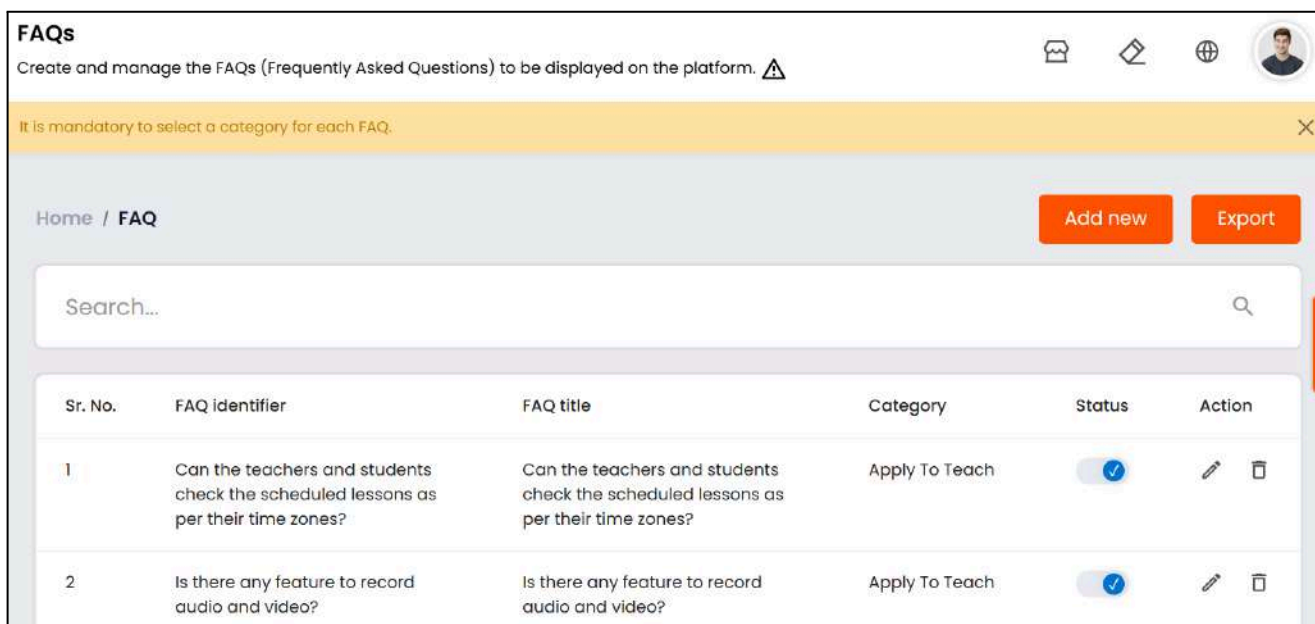 FAQs
Create and manage the FAQs (Frequently Asked Questions) to be displayed on the platform.
It is mandatory to select a category for each FAQ.
Home / FAQ
Add new
Export
Search...
Sr. No. FAQ identifier FAQ title Category Status Action
1 Can the teachers and students Can the teachers and students Apply To Teach
check the scheduled lessons as check the scheduled lessons as
per their time zones? per their time zones?
2 Is there any feature to record Is there any feature to record Apply To Teach
audio and video? audio and video?